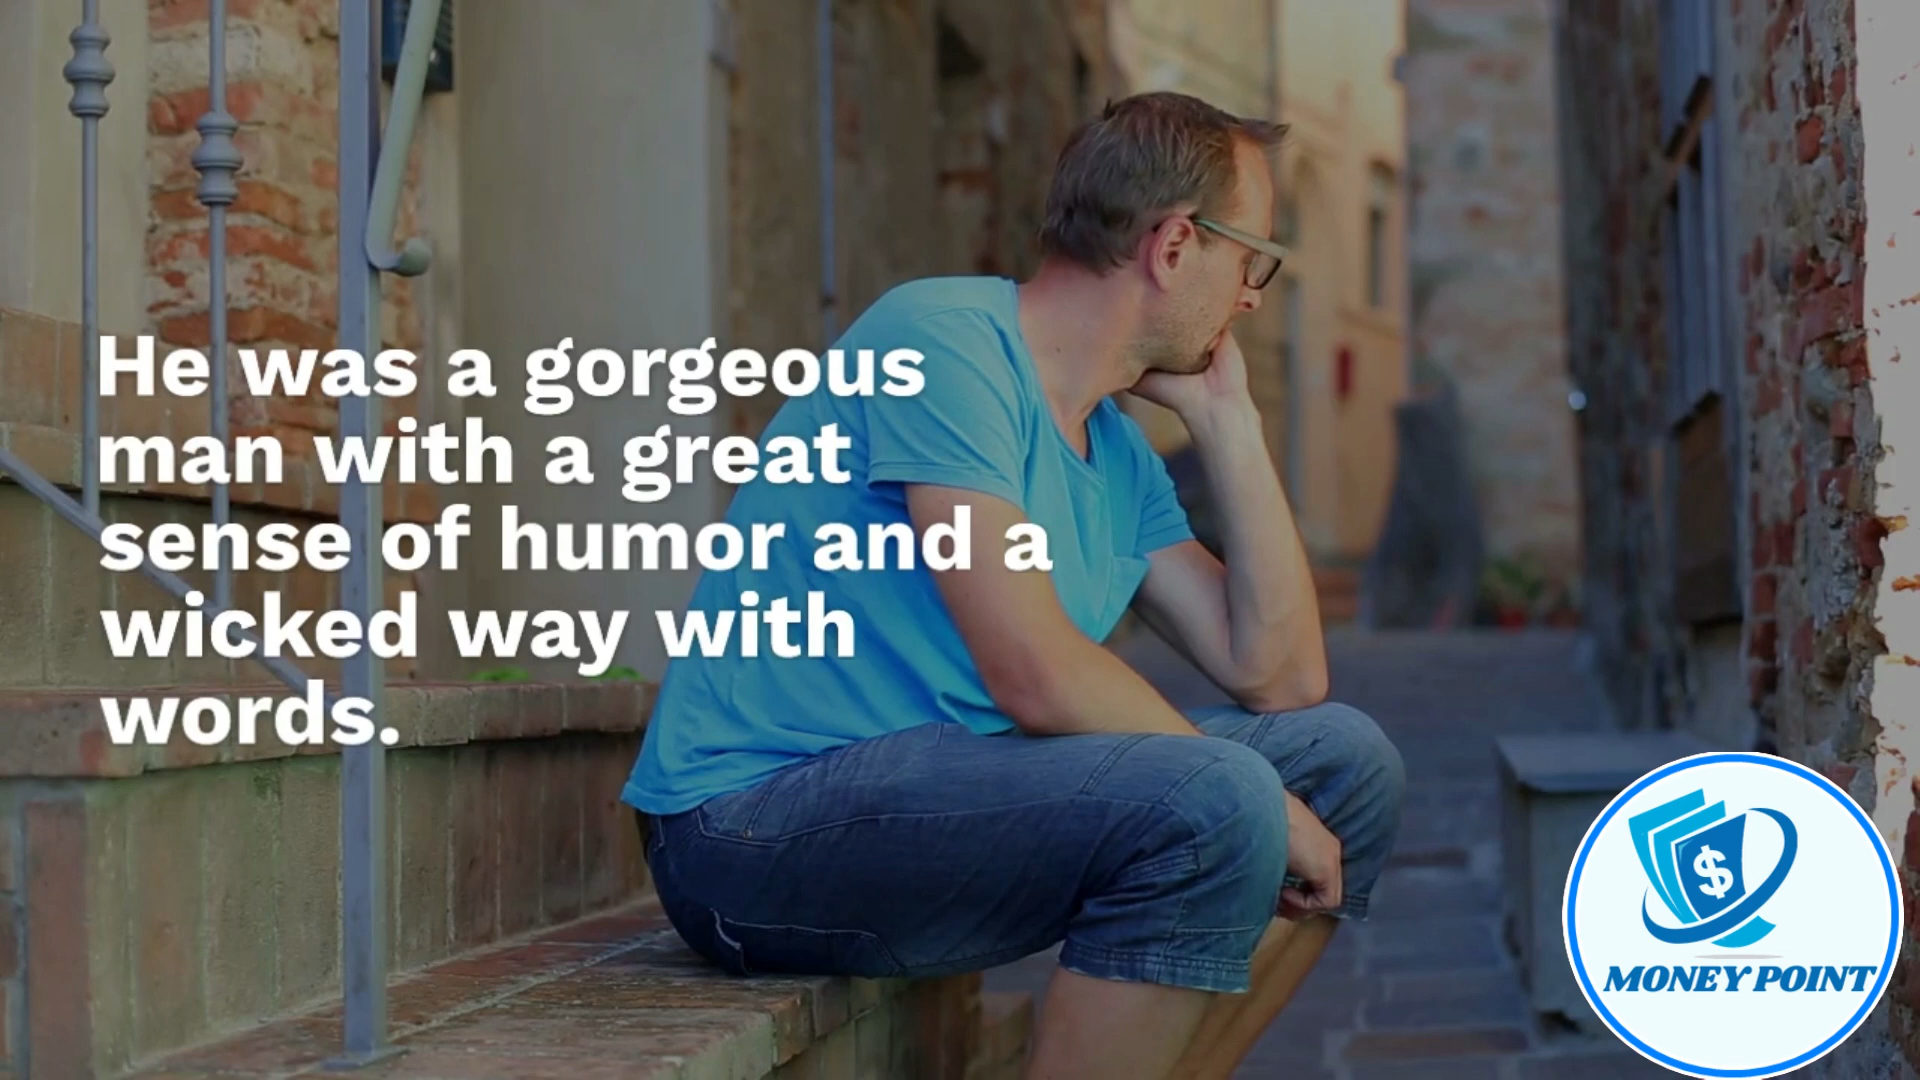 He was a gorgeous
man with a great
sense of humor and a
wicked way with
words.
$
MONEY POINT